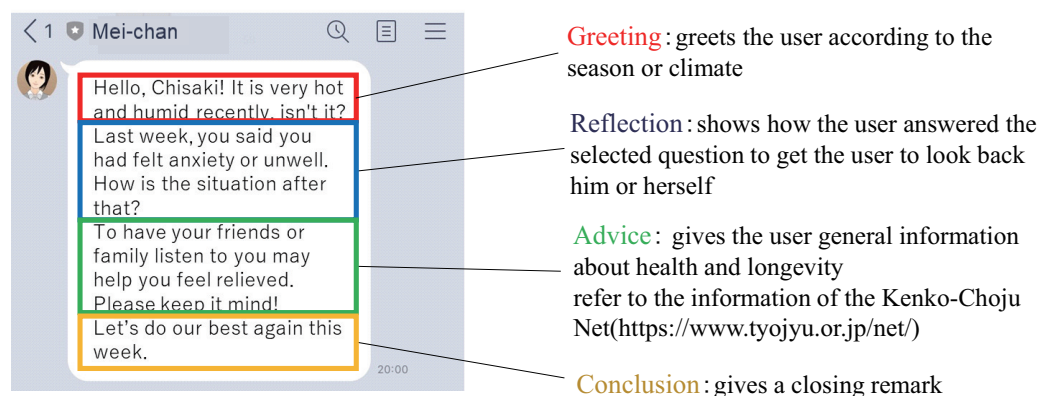 1 Mei-chan
Hello, Chisaki! It is very hot
and humid recently, isn't it?
Last week, you said you
had felt anxiety or unwell.
How is the situation after
that?
To have your friends or
family listen to you may
help you feel relieved.
Please keep it mind!
Let's do our best again this
week.
20:00
Greeting:greets the user according to the
season or climate
Reflection:shows how the user answered the
selected question to get the user to look back
him or herself
Advice: gives the user general information
about health and longevity
refer to the information of the Kenko-Choju
Net(https://www.tyojyu.or.jp/net/)
Conclusion:gives a closing remark